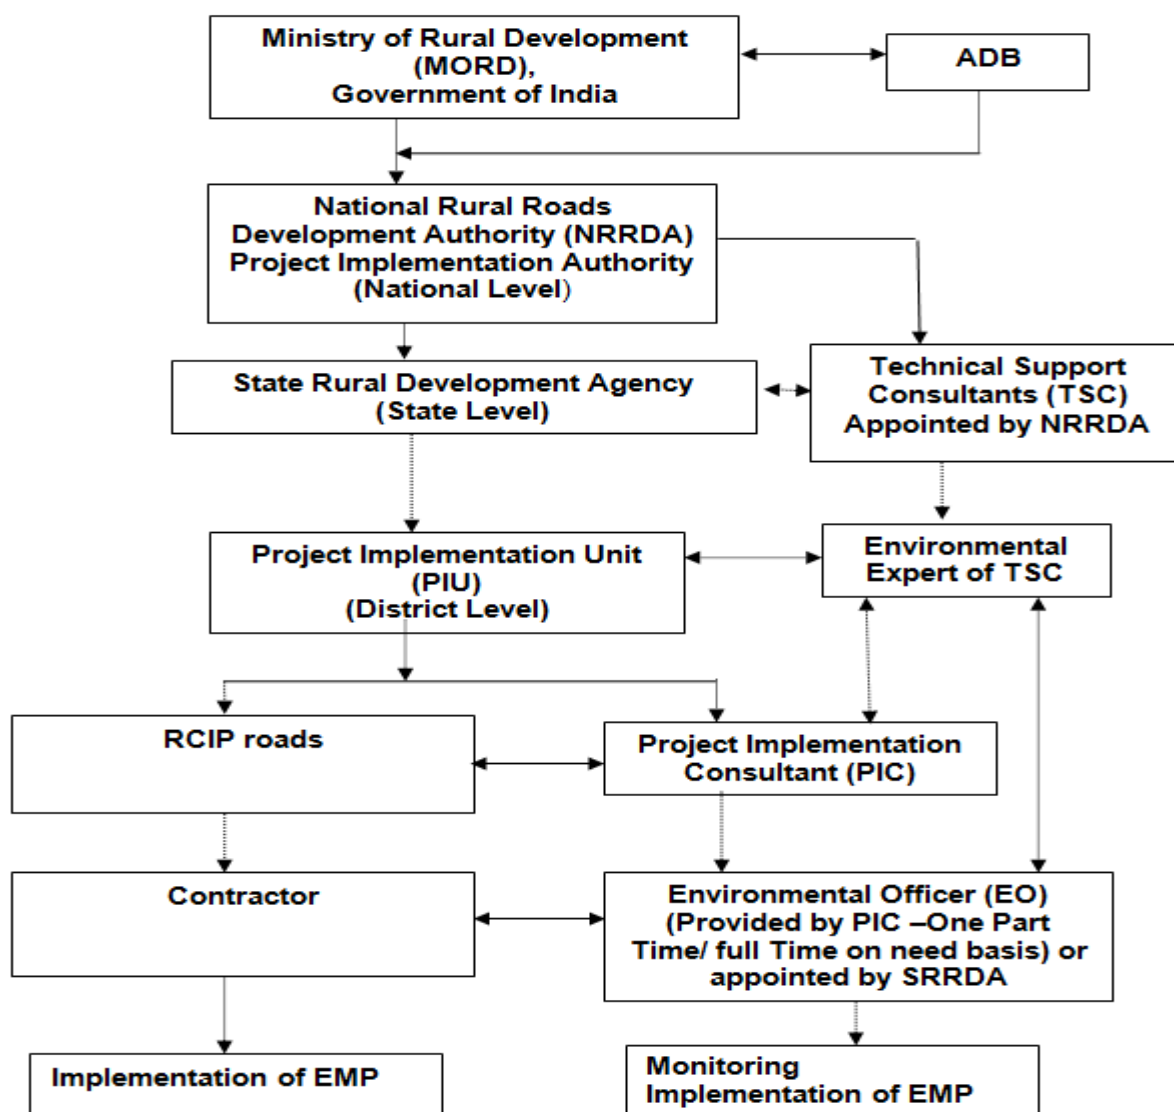 Ministry of Rural Development
(MORD),
Government of India
ADB
National Rural Roads
Development Authority (NRRDA)
Project Implementation Authority
(National Level)
State Rural Development Agency
(State Level)
Technical Support
Consultants (TSC)
Appointed by NRRDA
Project Implementation Unit
(PIU)
(District Level)
Environmental
Expert of TSC
RCIP roads
Project Implementation
Consultant (PIC)
Contractor
Environmental Officer (EO)
(Provided by PIC –One Part
Time/ full Time on need basis) or
appointed by SRRDA
Implementation of EMP
Monitoring
Implementation of EMP